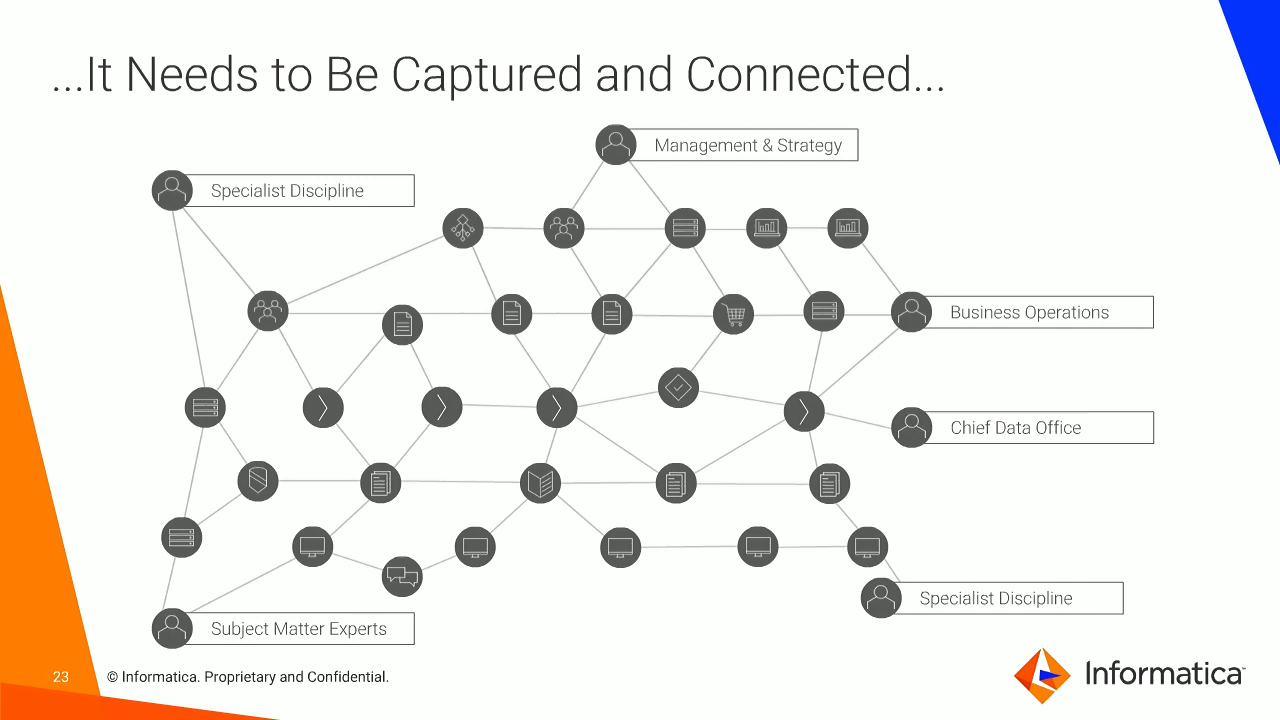 ...It Needs to Be Captured and Connected...
Management & Strategy
Specialist Discipline
Business Operations
Chief Data Office
Specialist Discipline
Subject Matter Experts
23
© Informatica. Proprietary and Confidential.
Informatica™